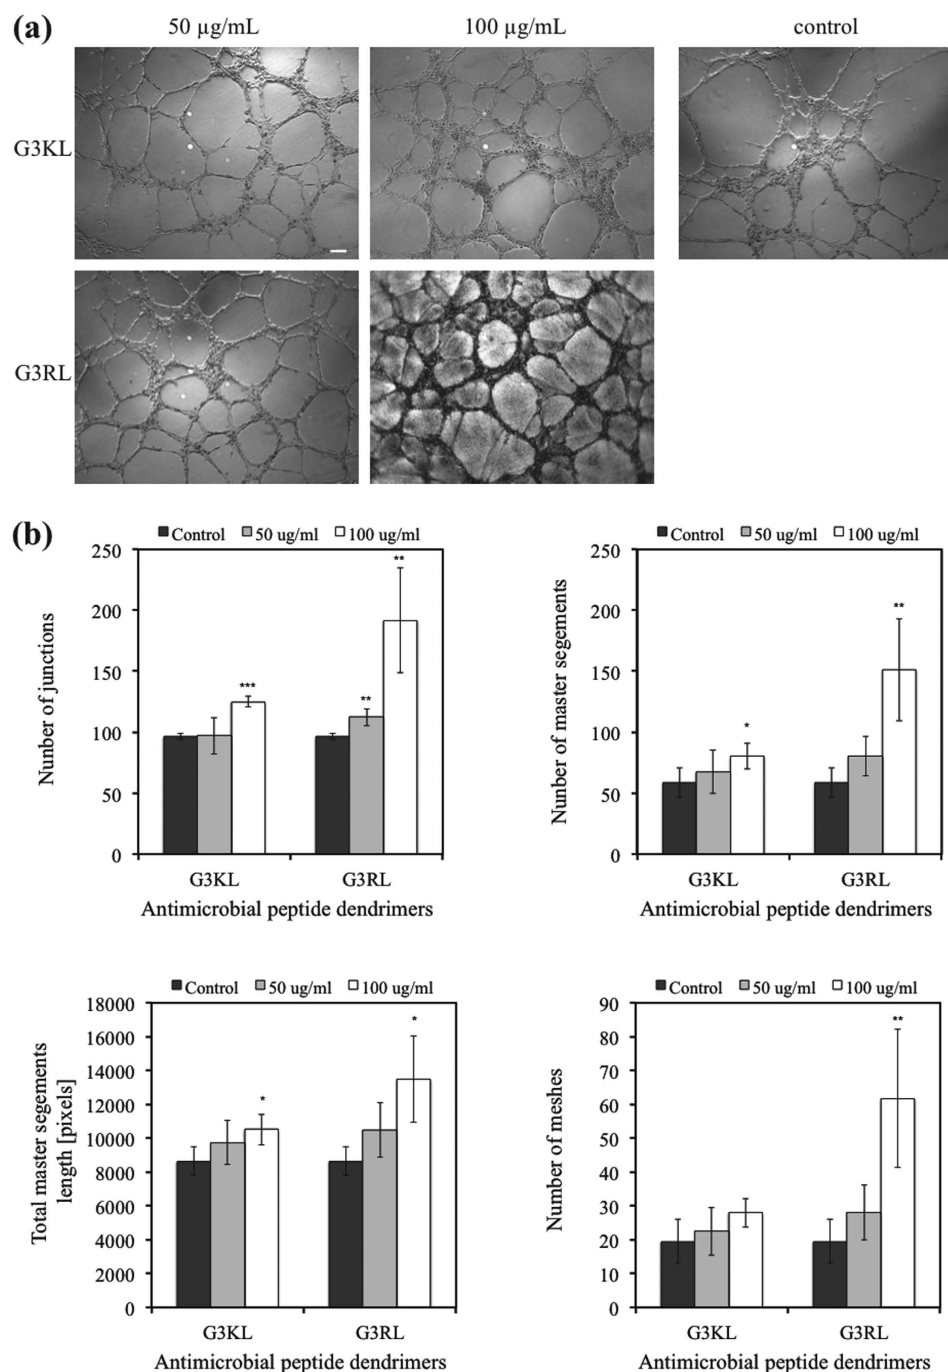 (a)
50 µg/mL 100 µg/mL control
G3KL
G3RL
(b)
Control 50 ug/ml 100 ug/ml
Nunber of junctions
250
200
150
100
50
0
***
**
**
G3KL G3RL
Antimicrobial peptide dendrimers
Control 50 ug/ml 100 ug/ml
Nunber of master segements
250
200
150
100
50
0
*
**
G3KL G3RL
Antimicrobial peptide dendrimers
Control 50 ug/ml 100 ug/ml
Total master segements
length [pixels]
18000
16000
14000
12000
10000
8000
6000
4000
2000
0
*
*
G3KL G3RL
Antimicrobial peptide dendrimers
Control 50 ug/ml 100 ug/ml
Number of meshes
90
80
70
60
50
40
30
20
10
0
**
G3KL G3RL
Antimicrobial peptide dendrimers